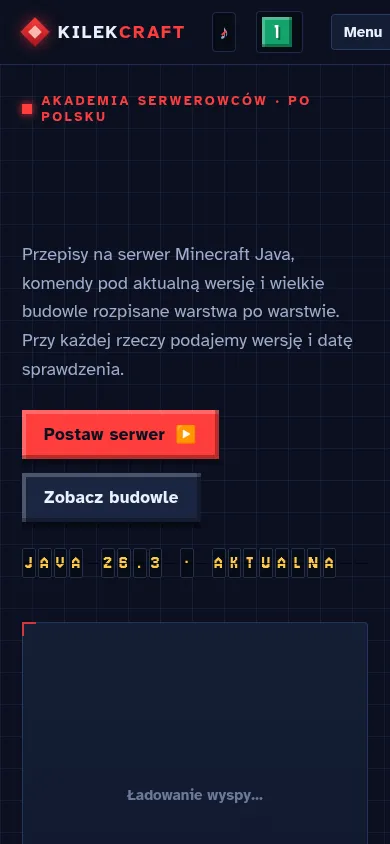 KILEKCRAFT
1
Menu
AKADEMIA SERWEROWCÓW · PO
POLSKU
Przepisy na serwer Minecraft Java,
komendy pod aktualną wersję i wielkie
budowle rozpisane warstwa po warstwie.
Przy każdej rzeczy podajemy wersję i datę
sprawdzenia.
Postaw serwer
Zobacz budowle
JAVA 26.3 · AKTUALNA
Ładowanie wyspy...